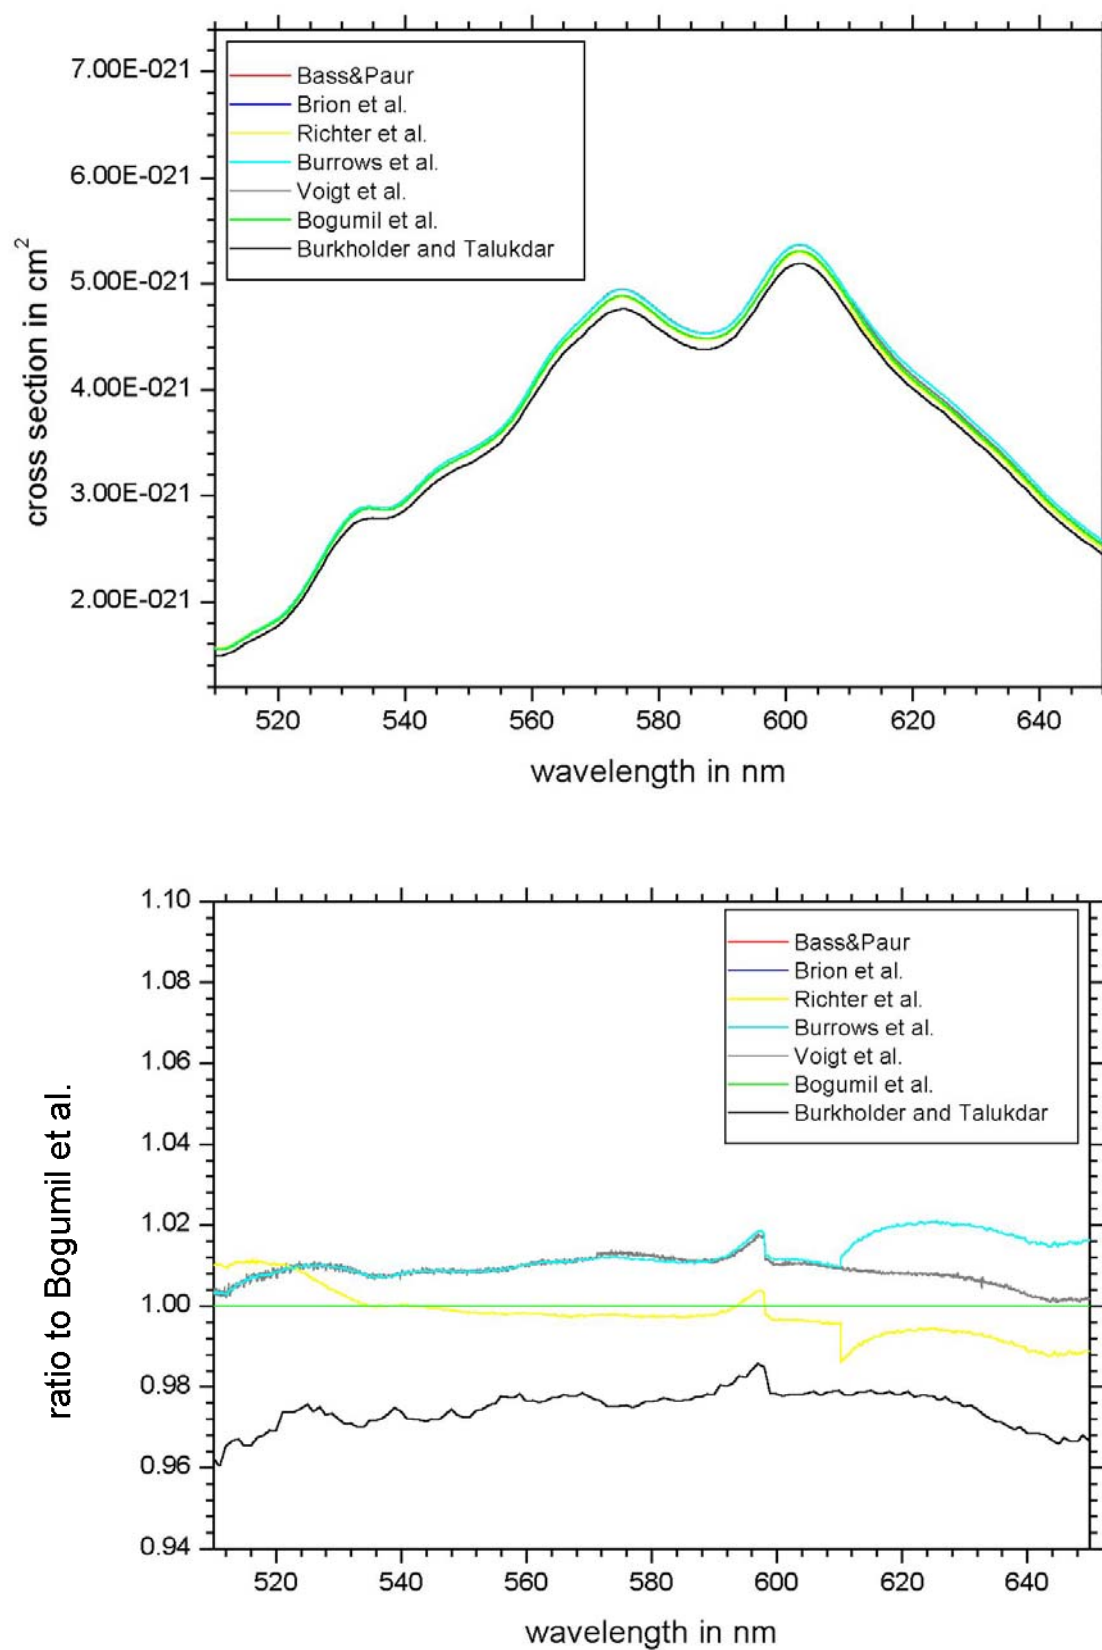 7.00E-021
6.00E-021
5.00E-021
4.00E-021
3.00E-021
2.00E-021
cross section in cm²
Bass&Paur
Brion et al.
Richter et al.
Burrows et al.
Voigt et al.
Bogumil et al.
Burkholder and Talukdar
520 540 560 580 600 620 640
wavelength in nm
1.10
1.08
1.06
1.04
1.02
1.00
0.98
0.96
0.94
ratio to Bogumil et al.
Bass&Paur
Brion et al.
Richter et al.
Burrows et al.
Voigt et al.
Bogumil et al.
Burkholder and Talukdar
520 540 560 580 600 620 640
wavelength in nm